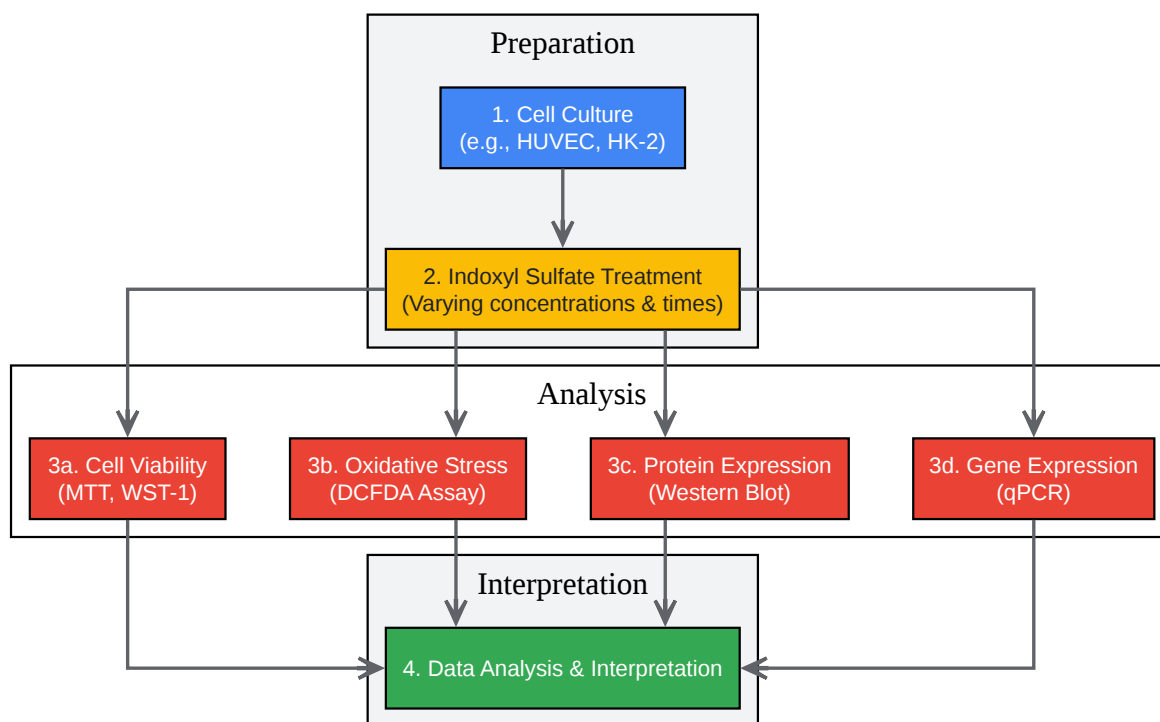 Preparation
1. Cell Culture
(e.g., HUVEC, HK-2)
2. Indoxyl Sulfate Treatment
(Varying concentrations & times)
Analysis
3a. Cell Viability
(MTT, WST-1)
3b. Oxidative Stress
(DCFDA Assay)
3c. Protein Expression
(Western Blot)
3d. Gene Expression
(qPCR)
Interpretation
4. Data Analysis & Interpretation